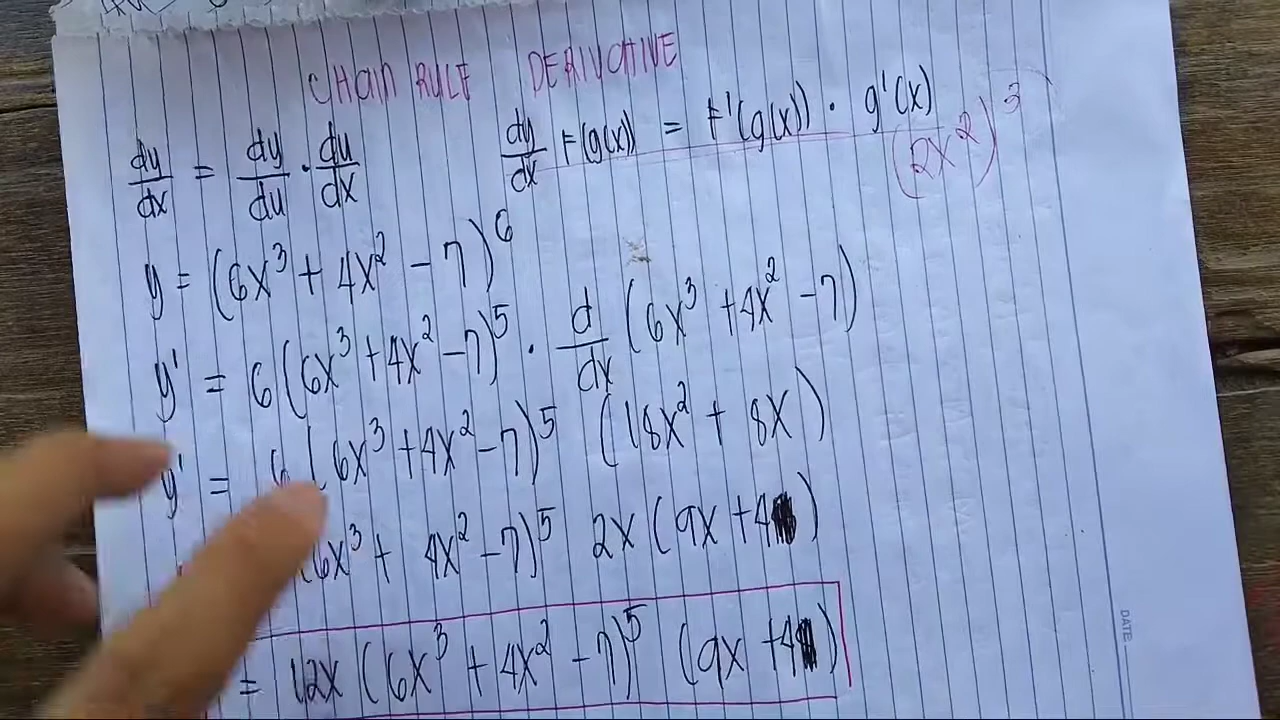 CHAIN RULE DERIVATIVE
dy/dx = dy/du · du/dx
dy/dx F(g(x)) = F'(g(x)) · g'(x)
(2x²)³
y = (6x³ + 4x² - 7)⁶
y' = 6(6x³ + 4x² - 7)⁵ · d/dx (6x³ + 4x² - 7)
y' = 6(6x³ + 4x² - 7)⁵ (18x² + 8x)
(6x³ + 4x² - 7)⁵ 2x (9x + 4)
= 12x (6x³ + 4x² - 7)⁵ (9x + 4)
DATE